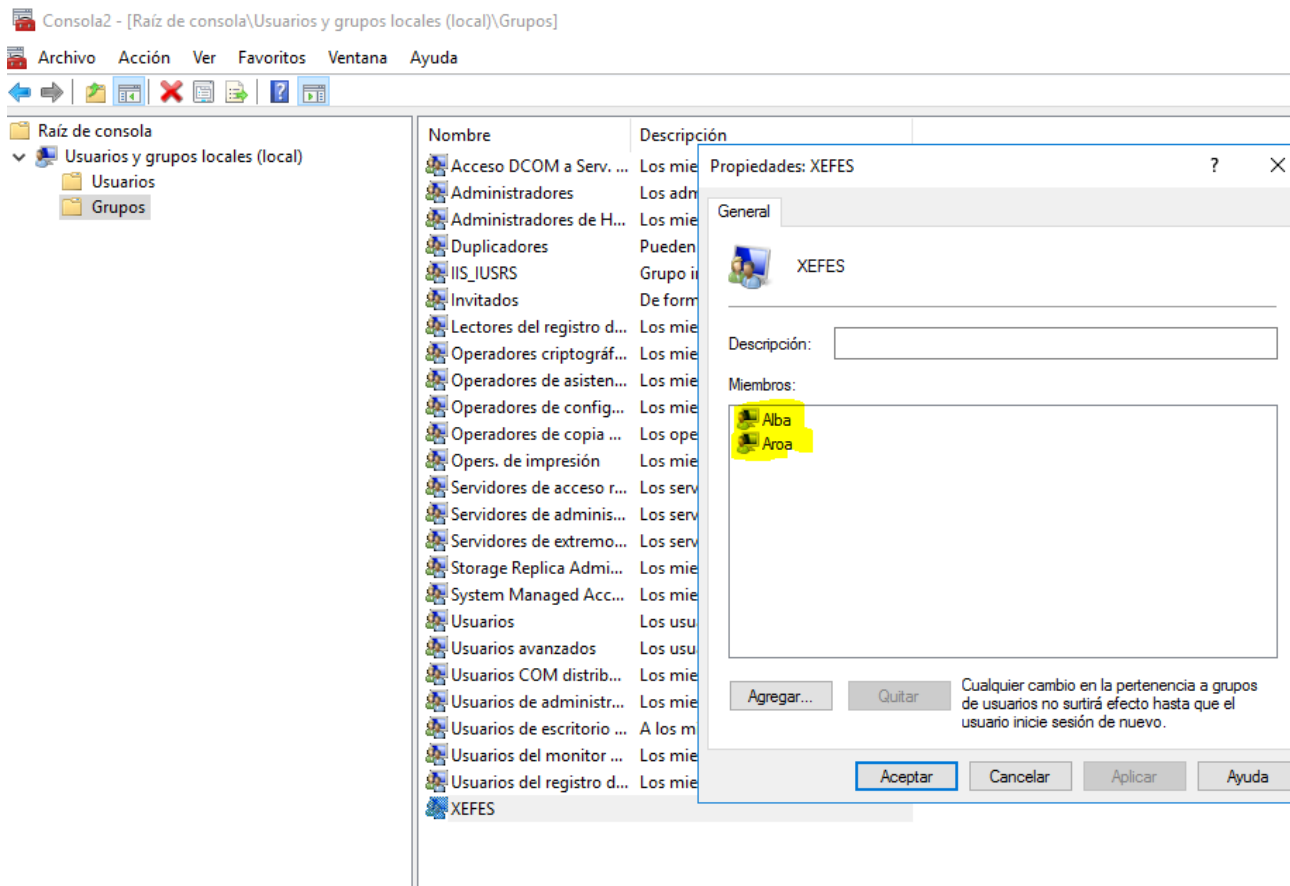 Consola2 - [Raíz de consola\Usuarios y grupos locales (local)\Grupos]
Archivo Acción Ver Favoritos Ventana Ayuda
Raíz de consola
Usuarios y grupos locales (local)
Usuarios
Grupos
Nombre Descripción
Acceso DCOM a Serv. ... Los mie
Administradores Los adm
Administradores de H... Los mie
Duplicadores Pueden
IIS_IUSRS Grupo i
Invitados De form
Lectores del registro d... Los mie
Operadores criptográf... Los mie
Operadores de asisten... Los mie
Operadores de config... Los mie
Operadores de copia ... Los ope
Opers. de impresión Los mie
Servidores de acceso r... Los serv
Servidores de adminis... Los serv
Servidores de extremo... Los serv
Storage Replica Admi... Los mie
System Managed Acc... Los mie
Usuarios Los usu
Usuarios avanzados Los usu
Usuarios COM distrib... Los mie
Usuarios de administr... Los mie
Usuarios de escritorio ... A los m
Usuarios del monitor ... Los mie
Usuarios del registro d... Los mie
XEFES
Propiedades: XEFES ?
General
XEFES
Descripción:
Miembros:
Alba
Aroa
Agregar... Quitar
Cualquier cambio en la pertenencia a grupos
de usuarios no surtirá efecto hasta que el
usuario inicie sesión de nuevo.
Aceptar Cancelar Aplicar Ayuda